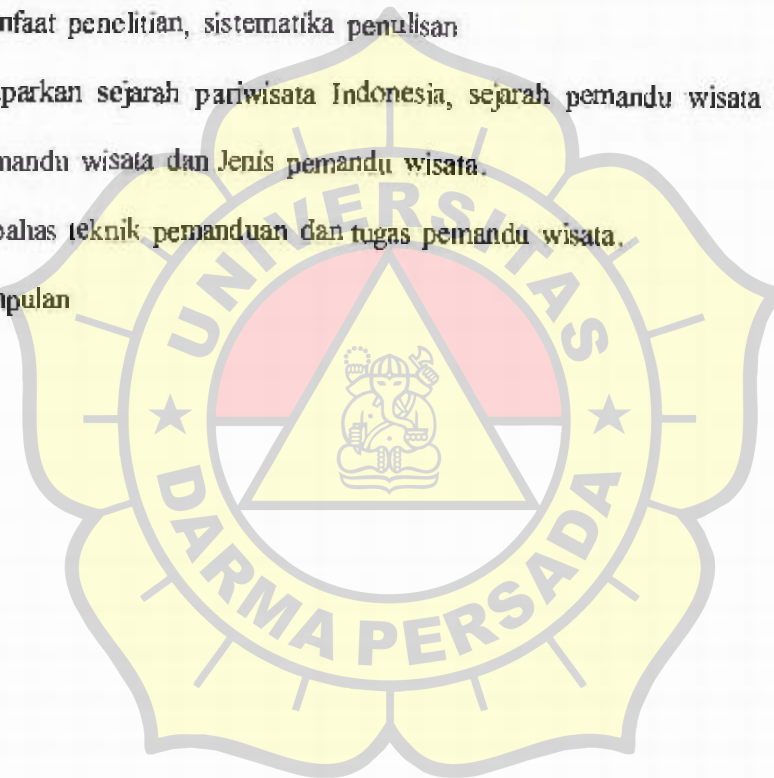 nfaat penelitian, sistematika penulisan
parkan sejarah pariwisata Indonesia, sejarah pemandu wisata
mandu wisata dan Jenis pemandu wisata.
bahas teknik pemanduan dan tugas pemandu wisata.
npulan
UNIVERSITAS
DARMA PERSADA